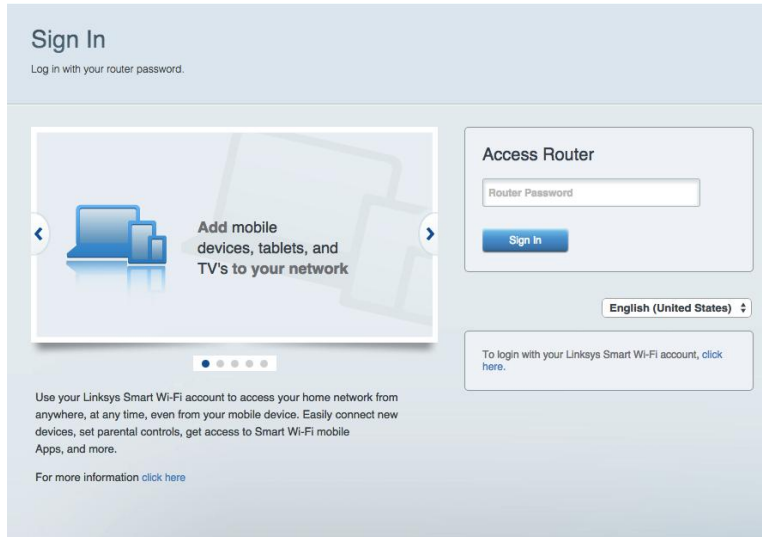 Sign In
Log in with your router password.
Add mobile
devices, tablets, and
TV's to your network
Use your Linksys Smart Wi-Fi account to access your home network from
anywhere, at any time, even from your mobile device. Easily connect new
devices, set parental controls, get access to Smart Wi-Fi mobile
Apps, and more.
For more information click here
Access Router
Router Password
Sign In
English (United States)
To login with your Linksys Smart Wi-Fi account, click
here.